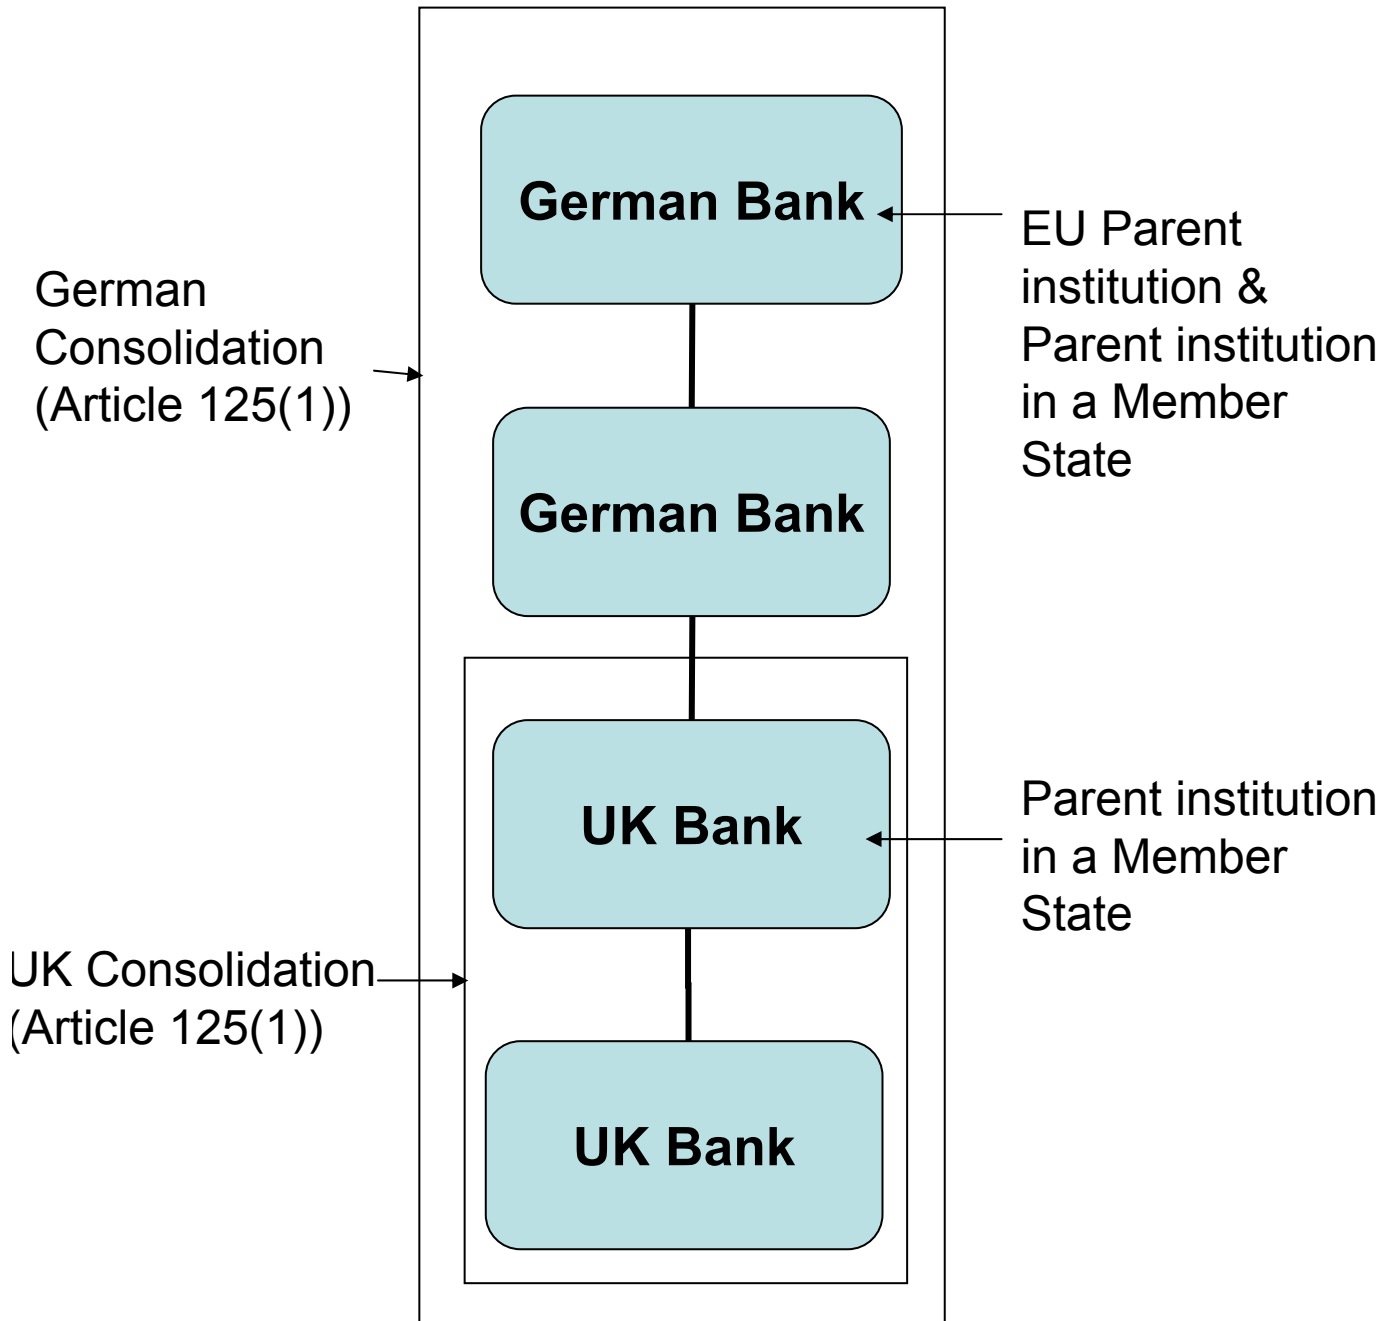 German Bank
EU Parent
institution &
Parent institution
in a Member
State
German
Consolidation
(Article 125(1))
German Bank
UK Bank
Parent institution
in a Member
State
UK Consolidation
(Article 125(1))
UK Bank